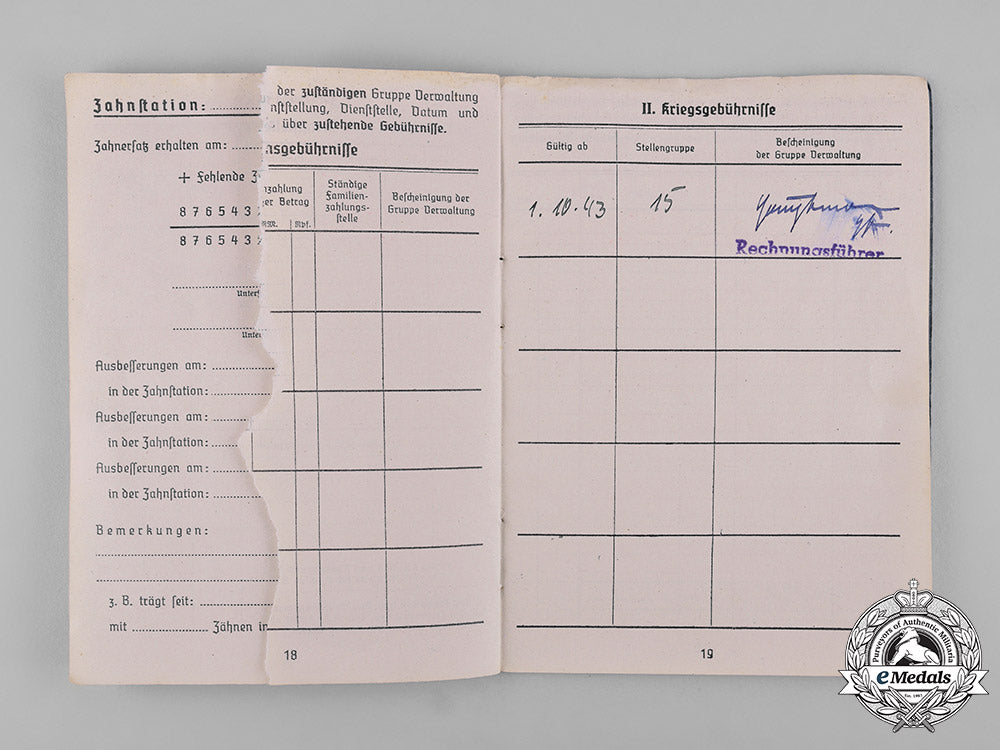 Zahnstation:
Zahnersatz erhalten am:
+ Fehlende
8 7 6 5 4 3
8 7 6 5 4 3
Ausbesserungen am:
in der Zahnstation:
Ausbesserungen am:
in der Zahnstation:
Ausbesserungen am:
in der Zahnstation:
Bemerkungen:
z. B. trägt seit:
mit Zähnen in
der zuständigen Gruppe Verwaltung
nststellung, Dienststelle, Datum und
über zustehende Gebührnisse.
nsgebührnisse
nzahlung
er Betrag
RM. Rpf.
Ständige
Familien-
zahlungs-
stelle
Bescheinigung der
Gruppe Verwaltung
18
II. Kriegsgebührnisse
Gültig ab
Stellengruppe
Bescheinigung
der Gruppe Verwaltung
1. 10. 43
15
Rechnungsführer
19
Purveyors of Authentic Militaria
eMedals